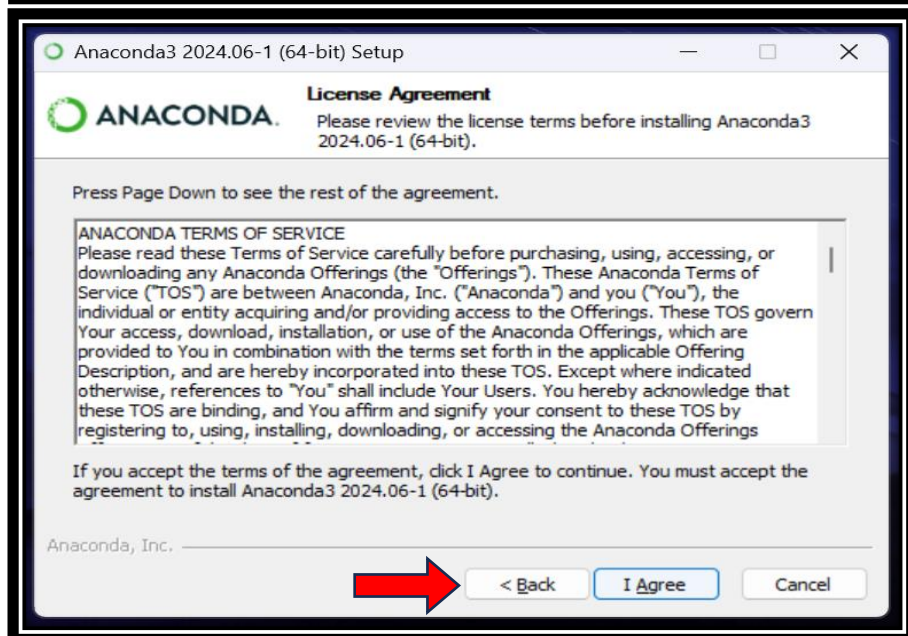 Anaconda3 2024.06-1 (64-bit) Setup
ANACONDA.
License Agreement
Please review the license terms before installing Anaconda3
2024.06-1 (64-bit).
Press Page Down to see the rest of the agreement.
ANACONDA TERMS OF SERVICE
Please read these Terms of Service carefully before purchasing, using, accessing, or
downloading any Anaconda Offerings (the "Offerings"). These Anaconda Terms of
Service ("TOS") are between Anaconda, Inc. ("Anaconda") and you ("You"), the
individual or entity acquiring and/or providing access to the Offerings. These TOS govern
Your access, download, installation, or use of the Anaconda Offerings, which are
provided to You in combination with the terms set forth in the applicable Offering
Description, and are hereby incorporated into these TOS. Except where indicated
otherwise, references to "You" shall include Your Users. You hereby acknowledge that
these TOS are binding, and You affirm and signify your consent to these TOS by
registering to, using, installing, downloading, or accessing the Anaconda Offerings
If you accept the terms of the agreement, click I Agree to continue. You must accept the
agreement to install Anaconda3 2024.06-1 (64-bit).
Anaconda, Inc.
< Back
I Agree
Cancel